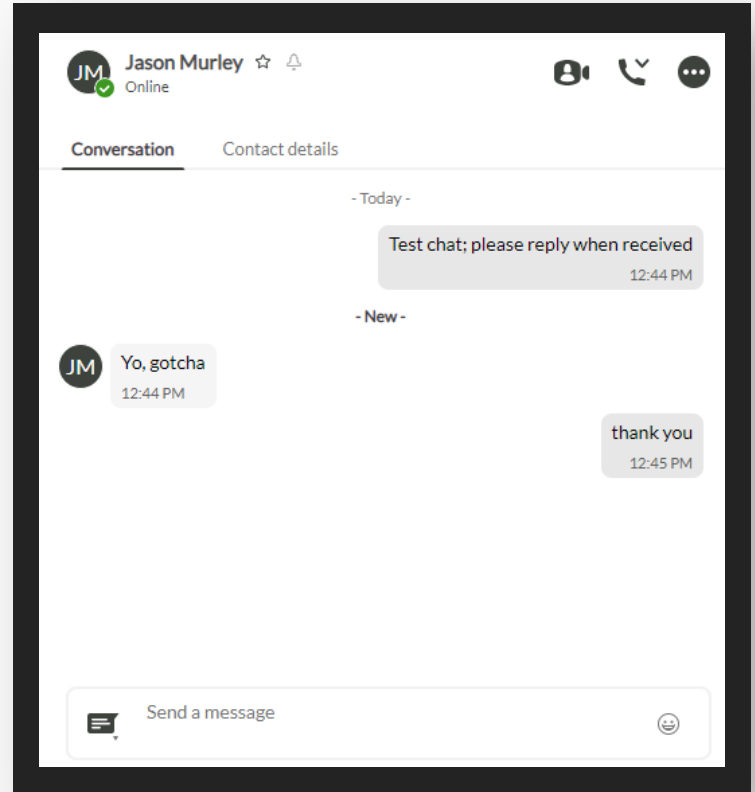 JM
Jason Murley
Online
Conversation
Contact details
- Today -
Test chat; please reply when received
12:44 PM
- New -
JM
Yo, gotcha
12:44 PM
thank you
12:45 PM
Send a message